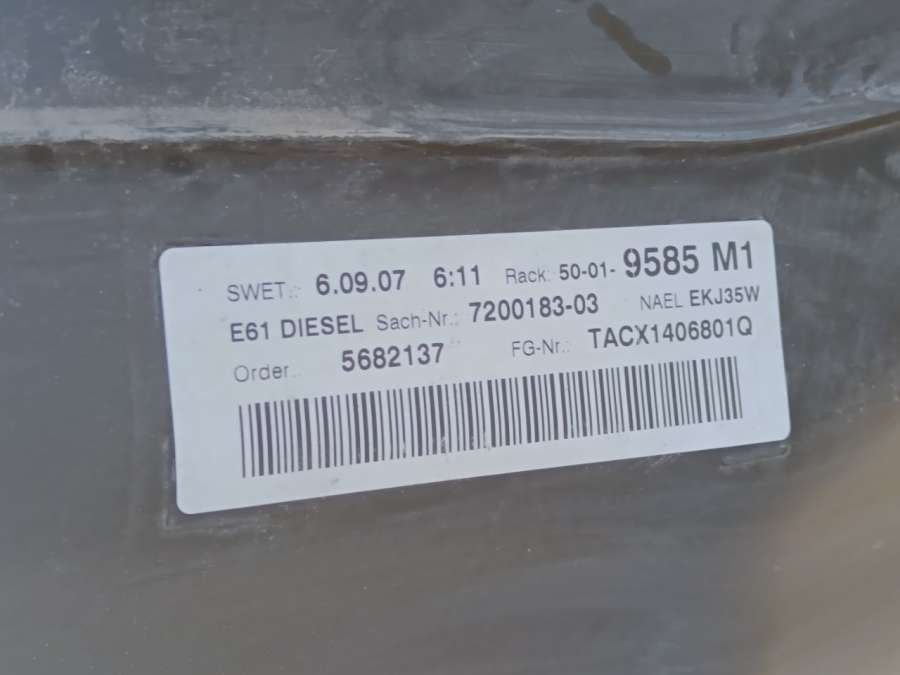 SWET.: 6.09.07 6:11 Rack: 50-01- 9585 M1
E61 DIESEL Sach-Nr.: 7200183-03 NAEL EKJ35W
Order.: 5682137 FG-Nr.: TACX1406801Q